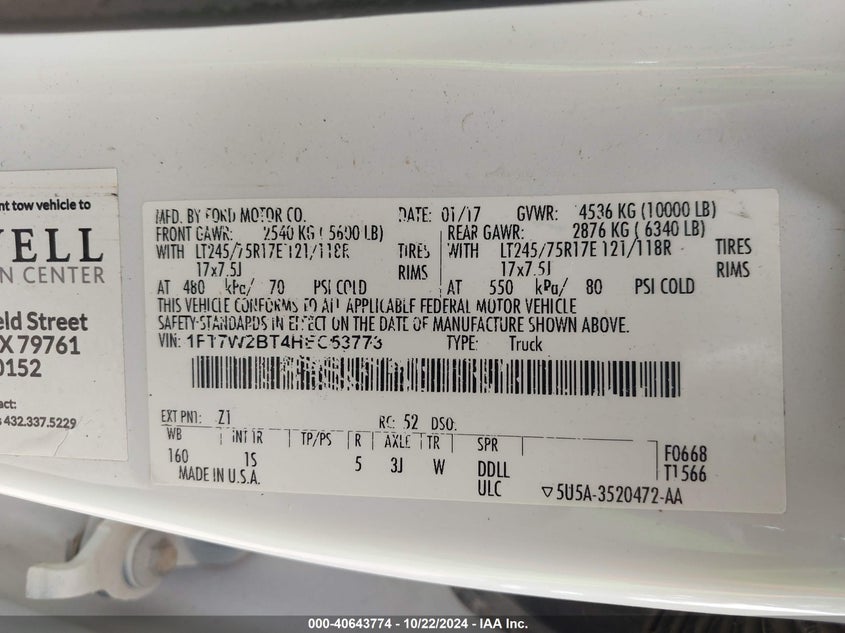 nt tow vehicle to
VELL
N CENTER
eld Street
X 79761
0152
act:
s 432.337.5229
MFD. BY FORD MOTOR CO. DATE: 01/17 GVWR: 4536 KG (10000 LB)
FRONT GAWR: 2540 KG ( 5600 LB) REAR GAWR: 2876 KG ( 6340 LB)
WITH LT245/75R17E 121/118R TIRES WITH LT245/75R17E 121/118R TIRES
17x7.5J RIMS 17x7.5J RIMS
AT 480 kPa/ 70 PSI COLD AT 550 kPa/ 80 PSI COLD
THIS VEHICLE CONFORMS TO ALL APPLICABLE FEDERAL MOTOR VEHICLE
SAFETY STANDARDS IN EFFECT ON THE DATE OF MANUFACTURE SHOWN ABOVE.
VIN: TYPE: Truck
EXT PNT: Z1 RC: 52 DSO:
WB INT TR TP/PS R AXLE TR SPR
160 1S 5 3J W DDLL
ULC
F0668
T1566
MADE IN U.S.A.
▽5U5A-3520472-AA
000-40643774 - 10/22/2024 - IAA Inc.